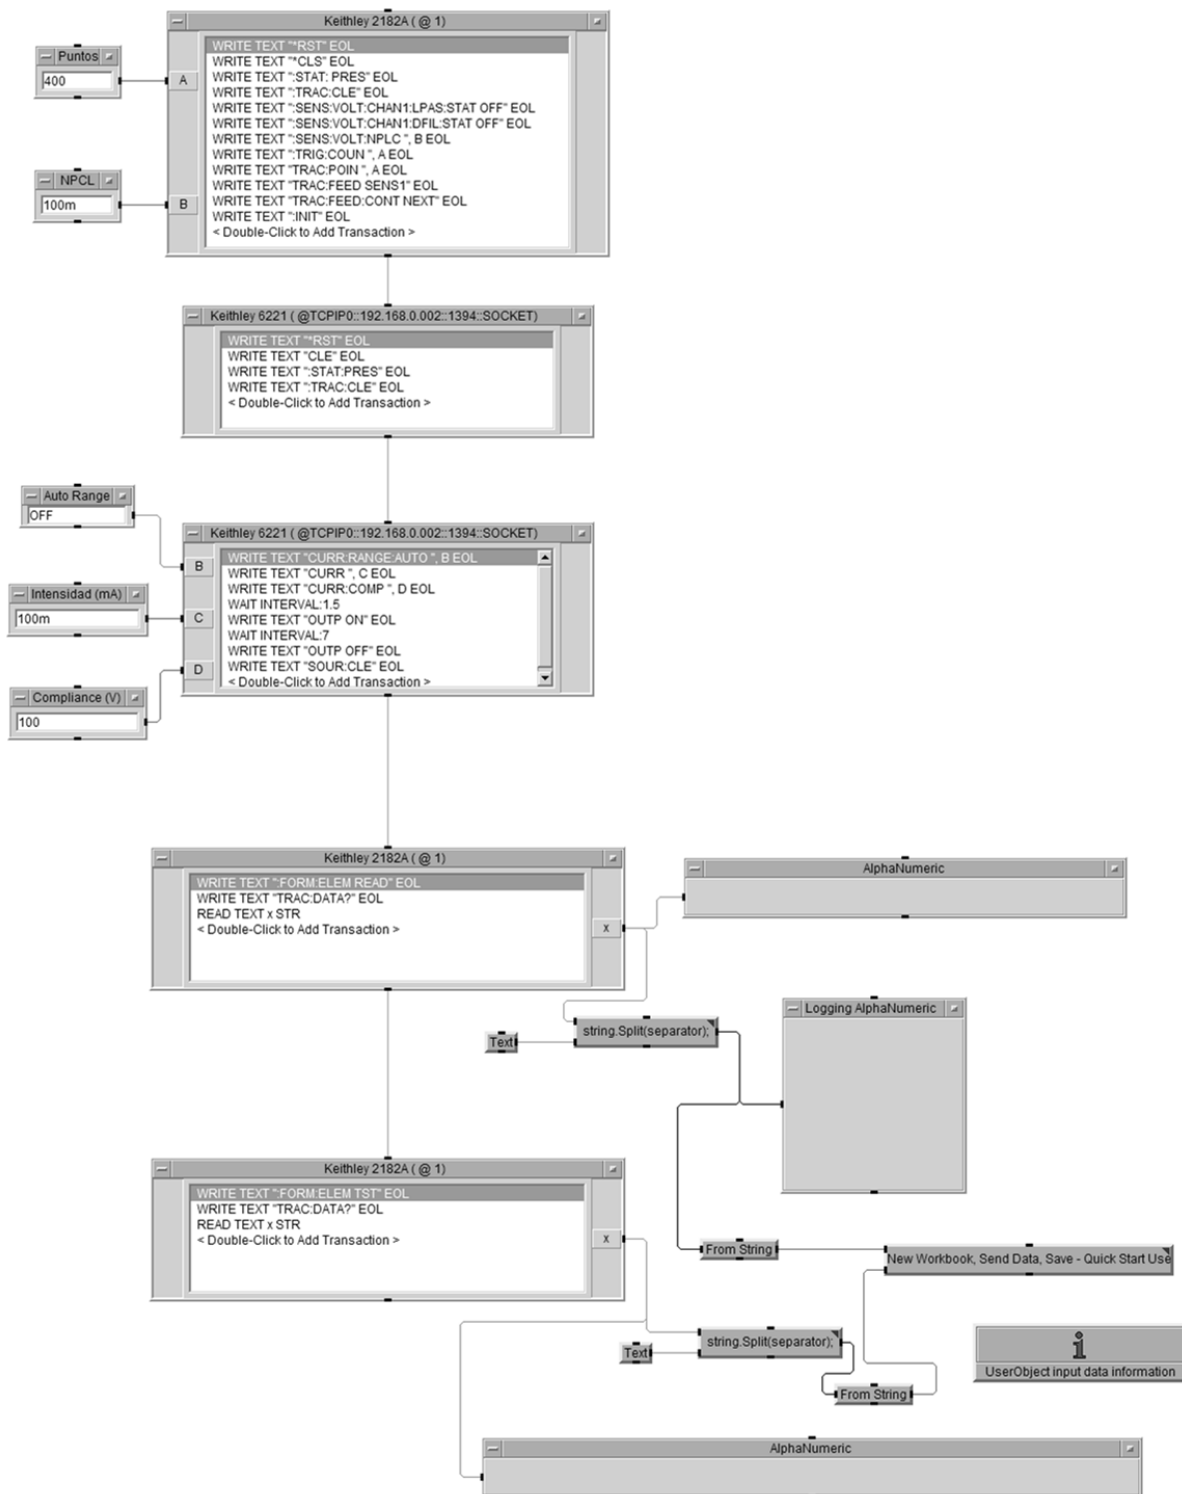 Keithley 2182A ( @ 1)
Puntos
400
A
NPCL
100m
B
WRITE TEXT "*RST" EOL
WRITE TEXT "*CLS" EOL
WRITE TEXT ":STAT: PRES" EOL
WRITE TEXT ":TRAC:CLE" EOL
WRITE TEXT ":SENS:VOLT:CHAN1:LPAS:STAT OFF" EOL
WRITE TEXT ":SENS:VOLT:CHAN1:DFIL:STAT OFF" EOL
WRITE TEXT ":SENS:VOLT:NPLC ", B EOL
WRITE TEXT ":TRIG:COUN ", A EOL
WRITE TEXT "TRAC:POIN ", A EOL
WRITE TEXT "TRAC:FEED SENS1" EOL
WRITE TEXT "TRAC:FEED:CONT NEXT" EOL
WRITE TEXT ":INIT" EOL
< Double-Click to Add Transaction >
Keithley 6221 ( @TCPIP0::192.168.0.002::1394::SOCKET)
WRITE TEXT "*RST" EOL
WRITE TEXT "CLE" EOL
WRITE TEXT ":STAT:PRES" EOL
WRITE TEXT ":TRAC:CLE" EOL
< Double-Click to Add Transaction >
Auto Range
OFF
Intensidad (mA)
100m
Compliance (V)
100
Keithley 6221 ( @TCPIP0::192.168.0.002::1394::SOCKET)
B
C
D
WRITE TEXT "CURR:RANGE:AUTO ", B EOL
WRITE TEXT "CURR ", C EOL
WRITE TEXT "CURR:COMP ", D EOL
WAIT INTERVAL:1.5
WRITE TEXT "OUTP ON" EOL
WAIT INTERVAL:7
WRITE TEXT "OUTP OFF" EOL
WRITE TEXT "SOUR:CLE" EOL
< Double-Click to Add Transaction >
Keithley 2182A ( @ 1)
WRITE TEXT ":FORM:ELEM READ" EOL
WRITE TEXT "TRAC:DATA?" EOL
READ TEXT x STR
< Double-Click to Add Transaction >
x
AlphaNumeric
Text
string.Split(separator);
Logging AlphaNumeric
Keithley 2182A ( @ 1)
WRITE TEXT ":FORM:ELEM TST" EOL
WRITE TEXT "TRAC:DATA?" EOL
READ TEXT x STR
< Double-Click to Add Transaction >
x
From String
New Workbook, Send Data, Save - Quick Start Use
Text
string.Split(separator);
From String
i
UserObject input data information
AlphaNumeric